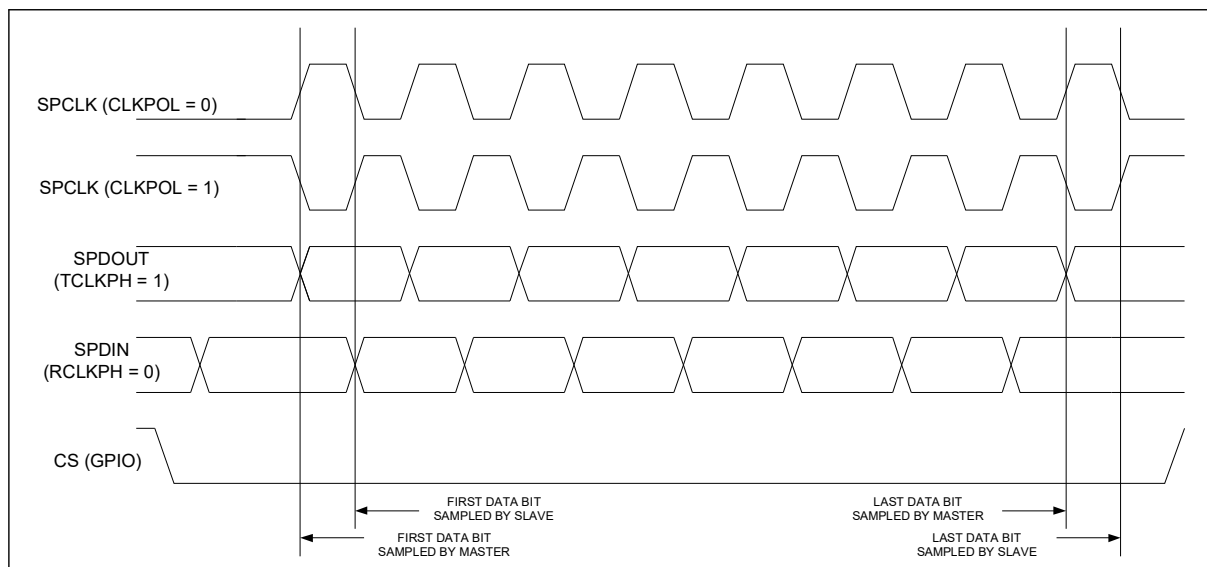 SPCLK (CLKPOL = 0)
SPCLK (CLKPOL = 1)
SPDOUT
(TCLKPH = 1)
SPDIN
(RCLKPH = 0)
CS (GPIO)
FIRST DATA BIT
SAMPLED BY SLAVE
LAST DATA BIT
SAMPLED BY MASTER
FIRST DATA BIT
SAMPLED BY MASTER
LAST DATA BIT
SAMPLED BY SLAVE